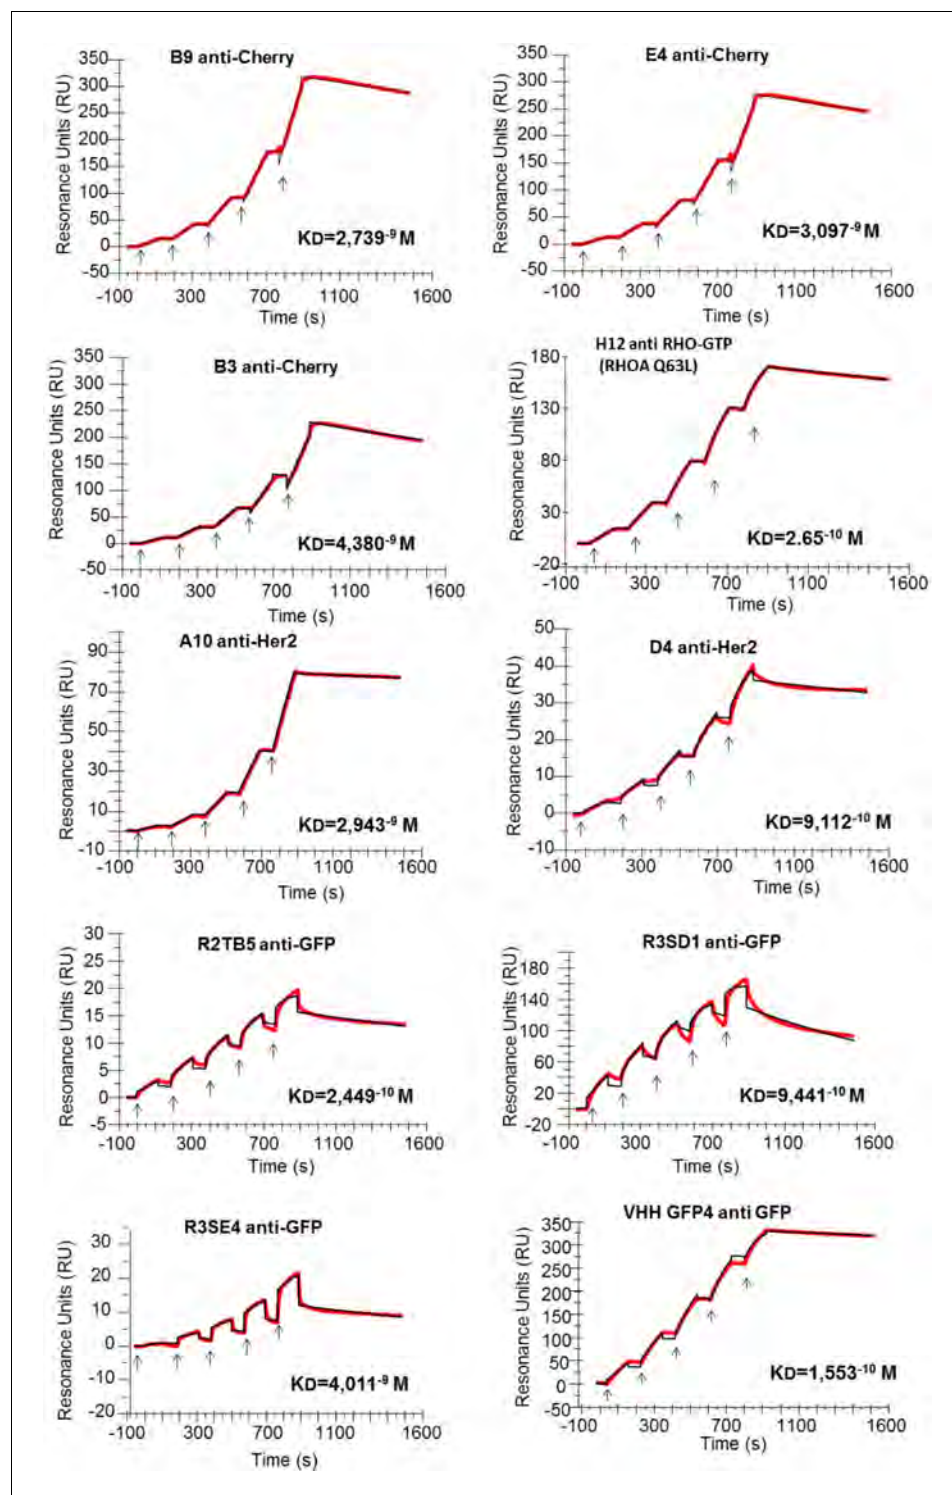 B9 anti-Cherry
Resonance Units (RU)
350
300
250
200
150
100
50
0
-50
KD=2,739-9 M
-100 300 700 1100 1600
Time (s)
E4 anti-Cherry
Resonance Units (RU)
350
300
250
200
150
100
50
0
-50
KD=3,097-9 M
-100 300 700 1100 1600
Time (s)
B3 anti-Cherry
Resonance Units (RU)
350
300
250
200
150
100
50
0
-50
KD=4,380-9 M
-100 300 700 1100 1600
Time (s)
H12 anti RHO-GTP
(RHOA Q63L)
Resonance Units (RU)
180
130
80
30
-20
KD=2.65-10 M
-100 300 700 1100 1600
Time (s)
A10 anti-Her2
Resonance Units (RU)
90
70
50
30
10
-10
KD=2,943-9 M
-100 300 700 1100 1600
Time (s)
D4 anti-Her2
Resonance Units (RU)
50
40
30
20
10
0
-10
KD=9,112-10 M
-100 300 700 1100 1600
Time (s)
R2TB5 anti-GFP
Resonance Units (RU)
30
25
20
15
10
5
0
-5
KD=2,449-10 M
-100 300 700 1100 1600
Time (s)
R3SD1 anti-GFP
Resonance Units (RU)
180
140
100
60
20
-20
KD=9,441-10 M
-100 300 700 1100 1600
Time (s)
R3SE4 anti-GFP
Resonance Units (RU)
30
20
10
0
-10
-20
KD=4,011-9 M
-100 300 700 1100 1600
Time (s)
VHH GFP4 anti GFP
Resonance Units (RU)
350
300
250
200
150
100
50
0
-50
KD=1,553-10 M
-100 300 700 1100 1600
Time (s)